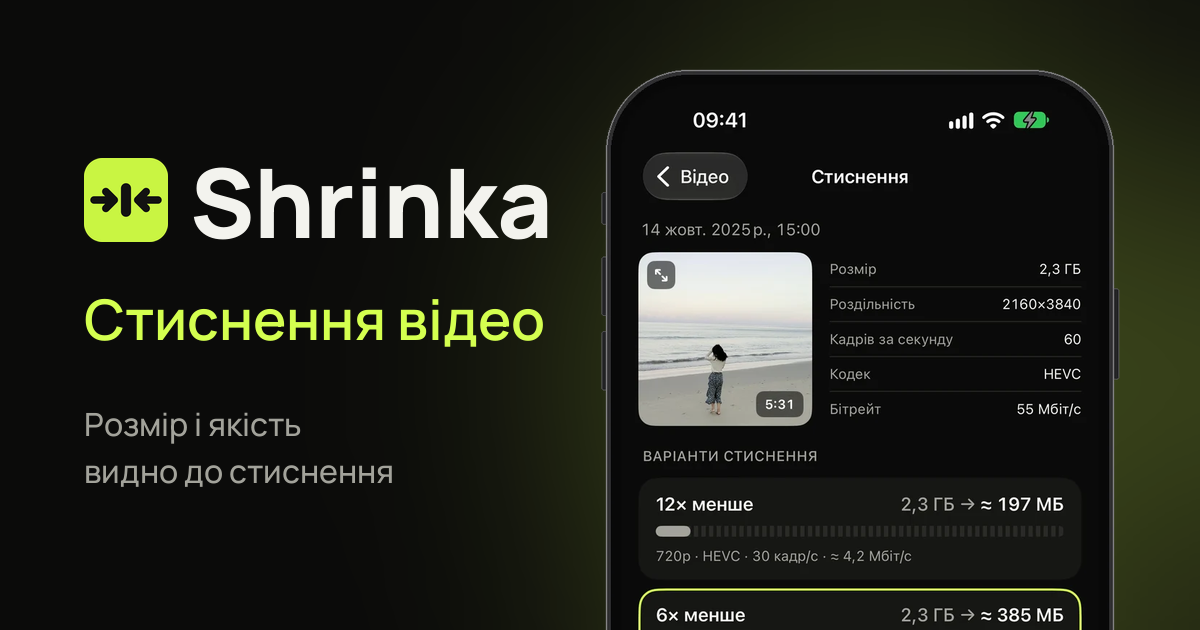 Shrinka
Стиснення відео
Розмір і якість
видно до стиснення
09:41
Відео
Стиснення
14 жовт. 2025 р., 15:00
5:31
Розмір 2,3 ГБ
Роздільність 2160×3840
Кадрів за секунду 60
Кодек HEVC
Бітрейт 55 Мбіт/с
ВАРІАНТИ СТИСНЕННЯ
12× менше 2,3 ГБ → ≈ 197 МБ
720p · HEVC · 30 кадр/с · ≈ 4,2 Мбіт/с
6× менше 2,3 ГБ → ≈ 385 МБ